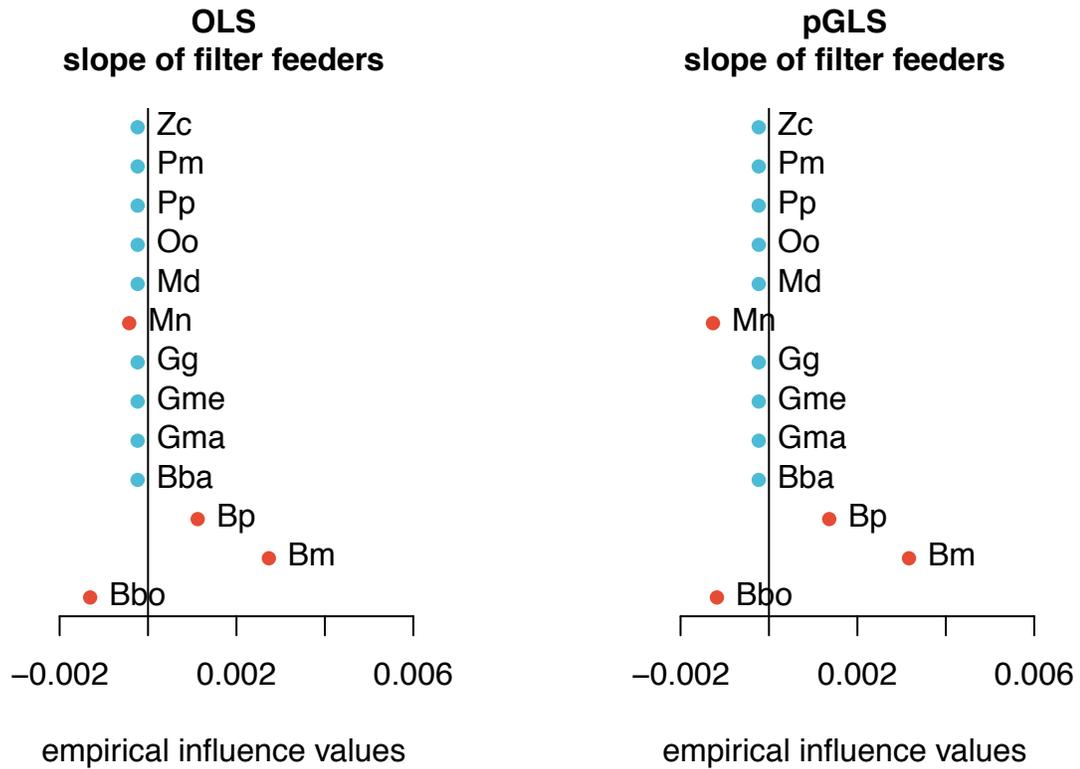 OLS
slope of filter feeders
Zc
Pm
Pp
Oo
Md
Mn
Gg
Gme
Gma
Bba
Bp
Bm
Bbo
−0.002 0.002 0.006
empirical influence values
pGLS
slope of filter feeders
Zc
Pm
Pp
Oo
Md
Mn
Gg
Gme
Gma
Bba
Bp
Bm
Bbo
−0.002 0.002 0.006
empirical influence values